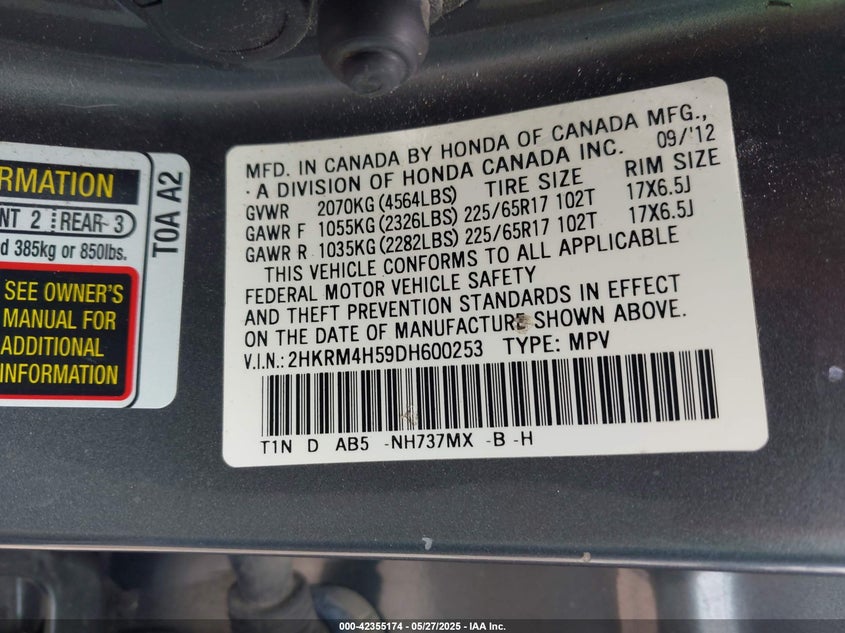 RMATION
NT 2 REAR 3
d 385kg or 850lbs.
SEE OWNER'S
MANUAL FOR
ADDITIONAL
INFORMATION
TOA A2
MFD. IN CANADA BY HONDA OF CANADA MFG.,
A DIVISION OF HONDA CANADA INC. 09/'12
GVWR 2070KG(4564LBS) TIRE SIZE RIM SIZE
GAWR F 1055KG(2326LBS) 225/65R17 102T 17X6.5J
GAWR R 1035KG(2282LBS) 225/65R17 102T 17X6.5J
THIS VEHICLE CONFORMS TO ALL APPLICABLE
FEDERAL MOTOR VEHICLE SAFETY
AND THEFT PREVENTION STANDARDS IN EFFECT
ON THE DATE OF MANUFACTURE SHOWN ABOVE.
V.I.N.: 2HKRM4H59DH600253 TYPE: MPV
T1N D AB5 -NH737MX -B -H
000-42355174 — 05/27/2025 — IAA Inc.